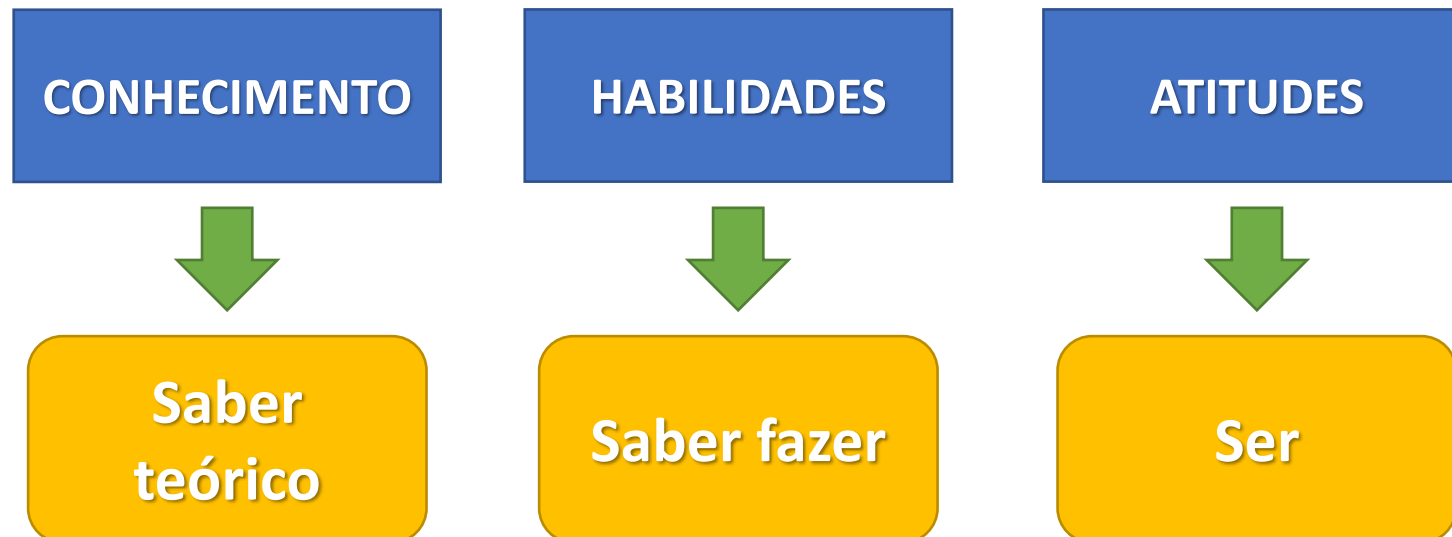 CONHECIMENTO
HABILIDADES
ATITUDES
Saber
teórico
Saber fazer
Ser